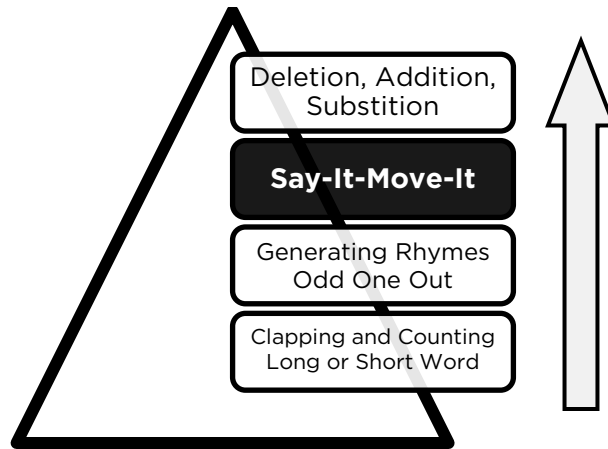 Deletion, Addition,
Substition
Say-It-Move-It
Generating Rhymes
Odd One Out
Clapping and Counting
Long or Short Word